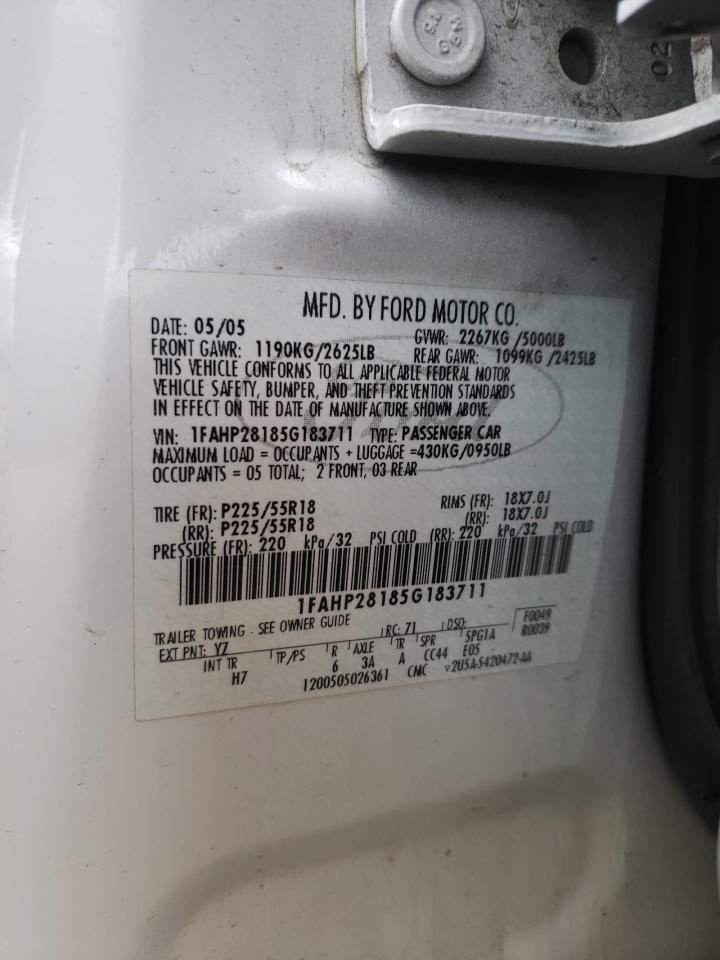 MFD. BY FORD MOTOR CO.
DATE: 05/05 GVWR: 2267KG /5000LB
FRONT GAWR: 1190KG/2625LB REAR GAWR: 1099KG /2425LB
THIS VEHICLE CONFORMS TO ALL APPLICABLE FEDERAL MOTOR
VEHICLE SAFETY, BUMPER, AND THEFT PREVENTION STANDARDS
IN EFFECT ON THE DATE OF MANUFACTURE SHOWN ABOVE.
VIN: 1FAHP28185G183711 TYPE: PASSENGER CAR
MAXIMUM LOAD = OCCUPANTS + LUGGAGE =430KG/0950LB
OCCUPANTS = 05 TOTAL; 2 FRONT, 03 REAR
TIRE (FR): P225/55R18 RIMS (FR): 18X7.0J
(RR): P225/55R18 (RR): 18X7.0J
PRESSURE (FR): 220 kPa/32 PSI COLD (RR): 220 kPa/32 PSI COLD
1FAHP28185G183711
TRAILER TOWING - SEE OWNER GUIDE F0049
EXT PNT: YZ RC: 71 DSO: R0039
INT TR TP/PS R AXLE TR SPR 5PG1A
H7 6 3A A CC44 E05
1200505026361 CMC v2U5A-5420472-AA
02